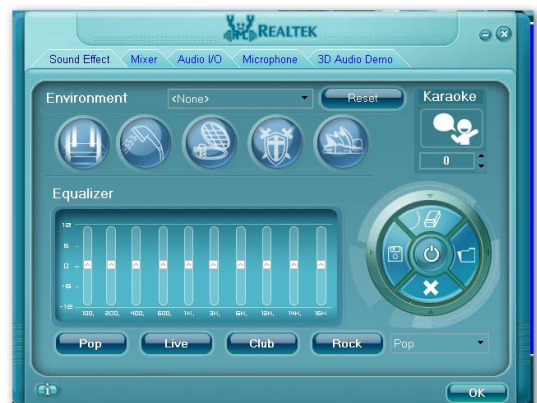 REALTEK
Sound Effect Mixer Audio I/O Microphone 3D Audio Demo
Environment <None> Reset Karaoke
0
Equalizer
12
6
0
-6
-12
100, 200, 400, 600, 1K, 3K, 6K, 12K, 14K, 16K
Pop Live Club Rock Pop
i OK